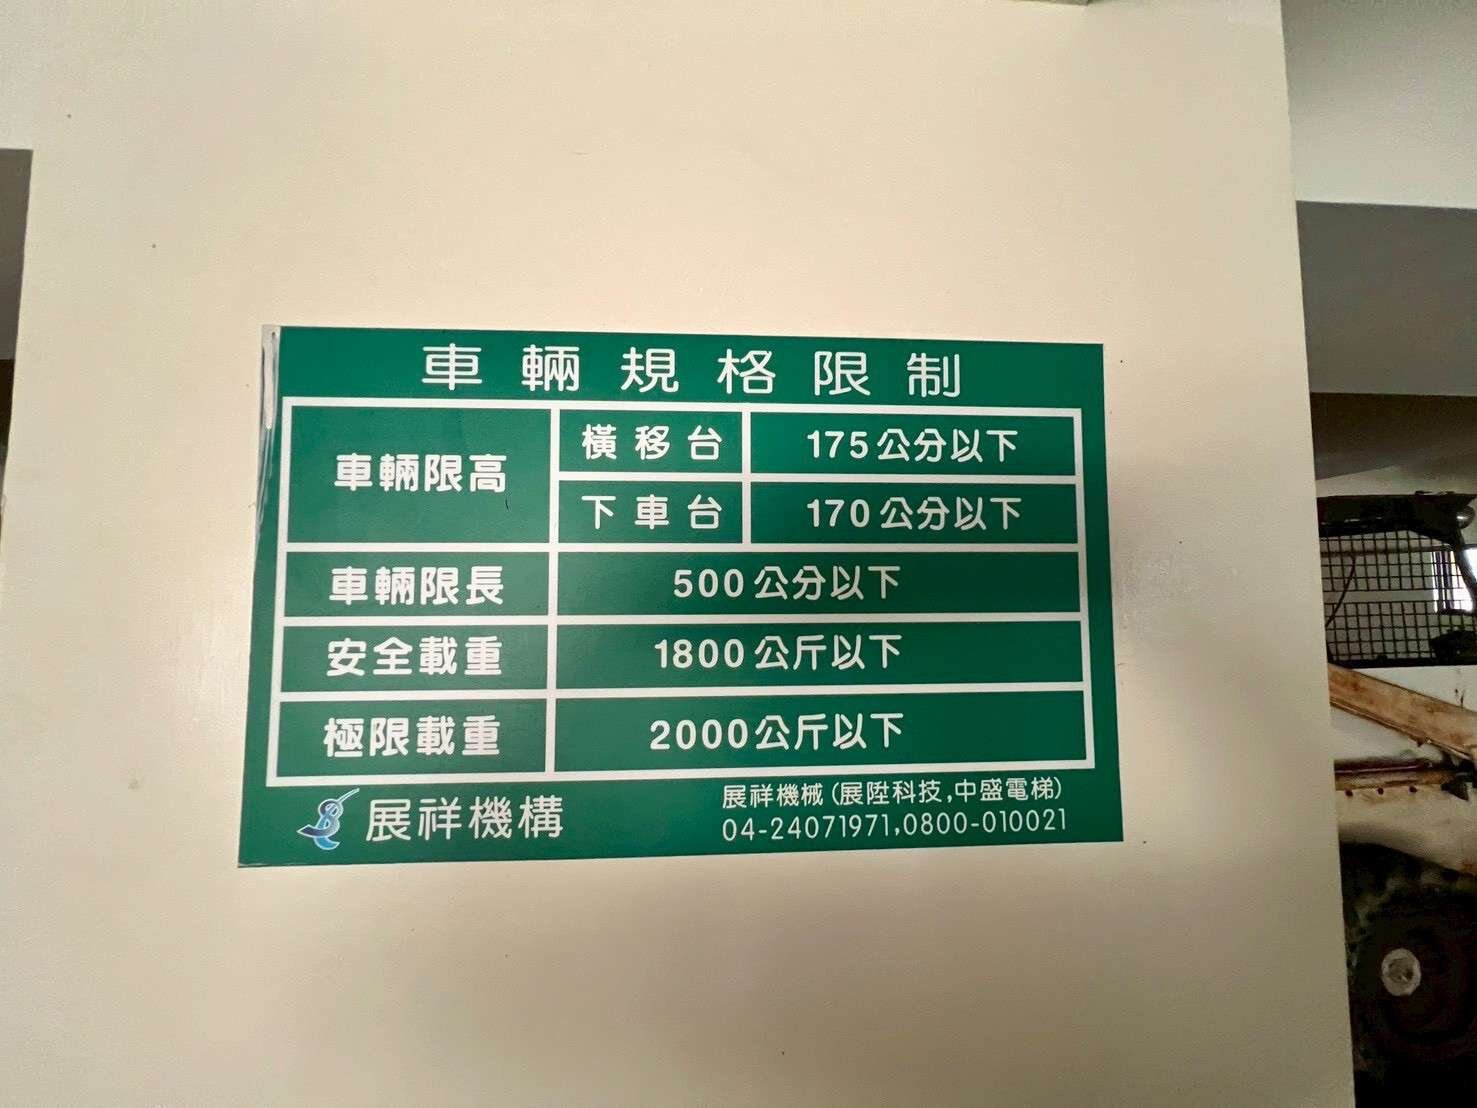 車輛規格限制
車輛限高
橫移台 175公分以下
下車台 170公分以下
車輛限長 500公分以下
安全載重 1800公斤以下
極限載重 2000公斤以下
展祥機構
展祥機械(展陞科技,中盛電梯)
04-24071971,0800-010021